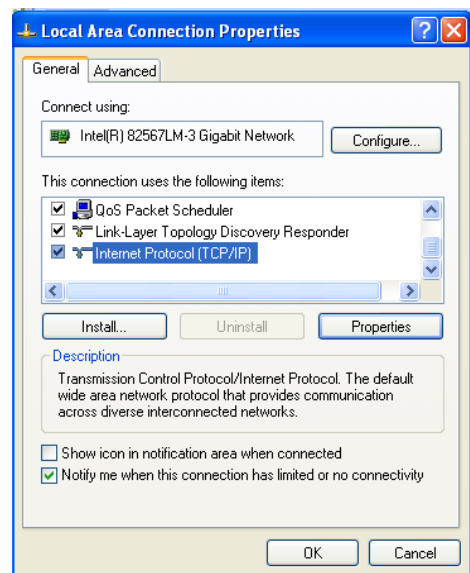 Local Area Connection Properties
General Advanced
Connect using:
Intel(R) 82567LM-3 Gigabit Network Configure...
This connection uses the following items:
QoS Packet Scheduler
Link-Layer Topology Discovery Responder
Internet Protocol (TCP/IP)
Install... Uninstall Properties
Description
Transmission Control Protocol/Internet Protocol. The default
wide area network protocol that provides communication
across diverse interconnected networks.
Show icon in notification area when connected
Notify me when this connection has limited or no connectivity
OK Cancel